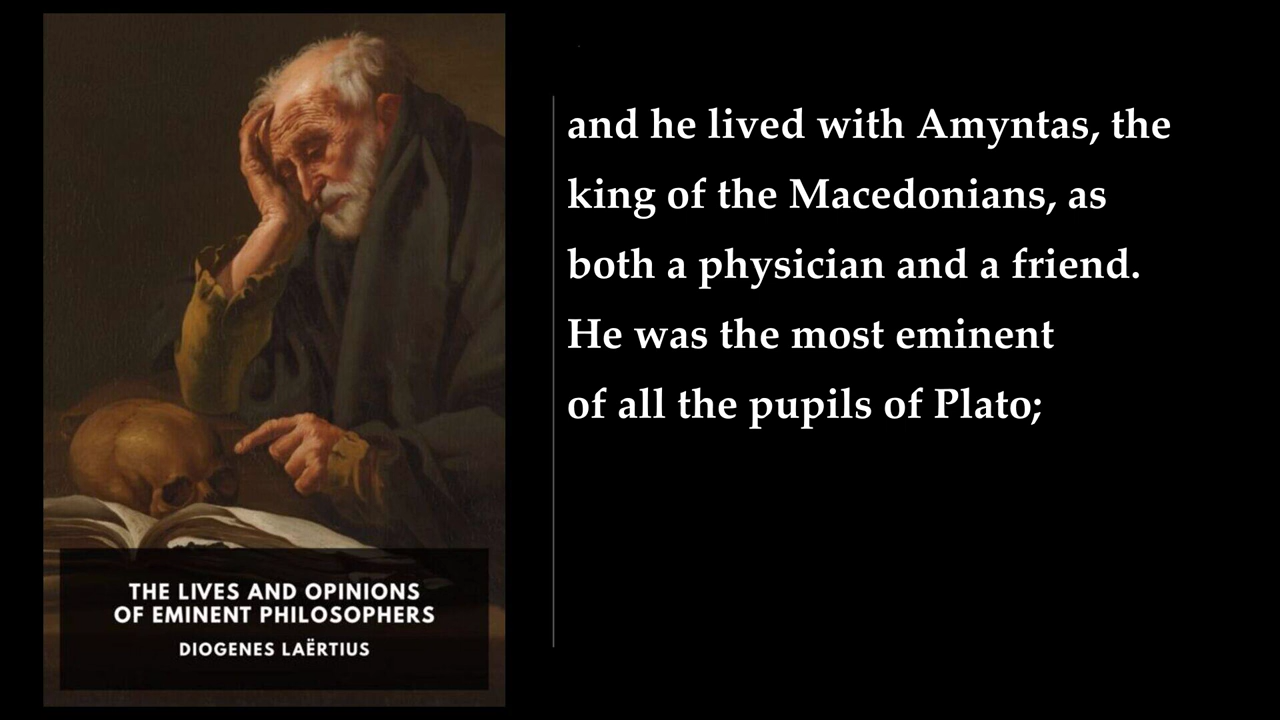 and he lived with Amyntas, the
king of the Macedonians, as
both a physician and a friend.
He was the most eminent
of all the pupils of Plato;
THE LIVES AND OPINIONS
OF EMINENT PHILOSOPHERS
DIOGENES LAËRTIUS